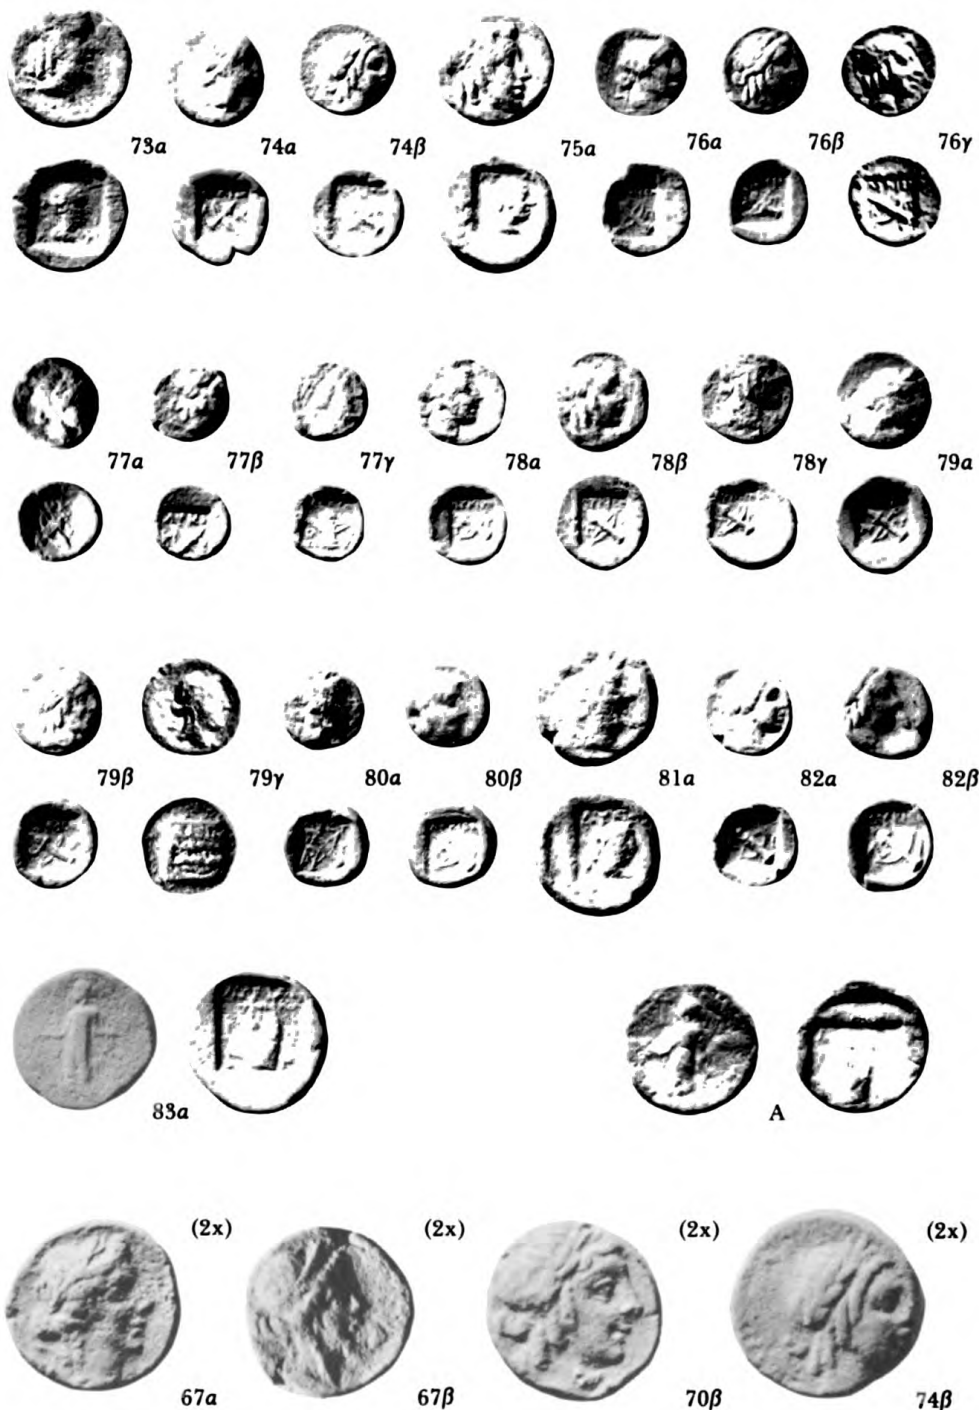 73α 74α 74β 75α 76α 76β 76γ
77α 77β 77γ 78α 78β 78γ 79α
79β 79γ 80α 80β 81α 82α 82β
83α A
(2x) (2x) (2x) (2x)
67α 67β 70β 74β